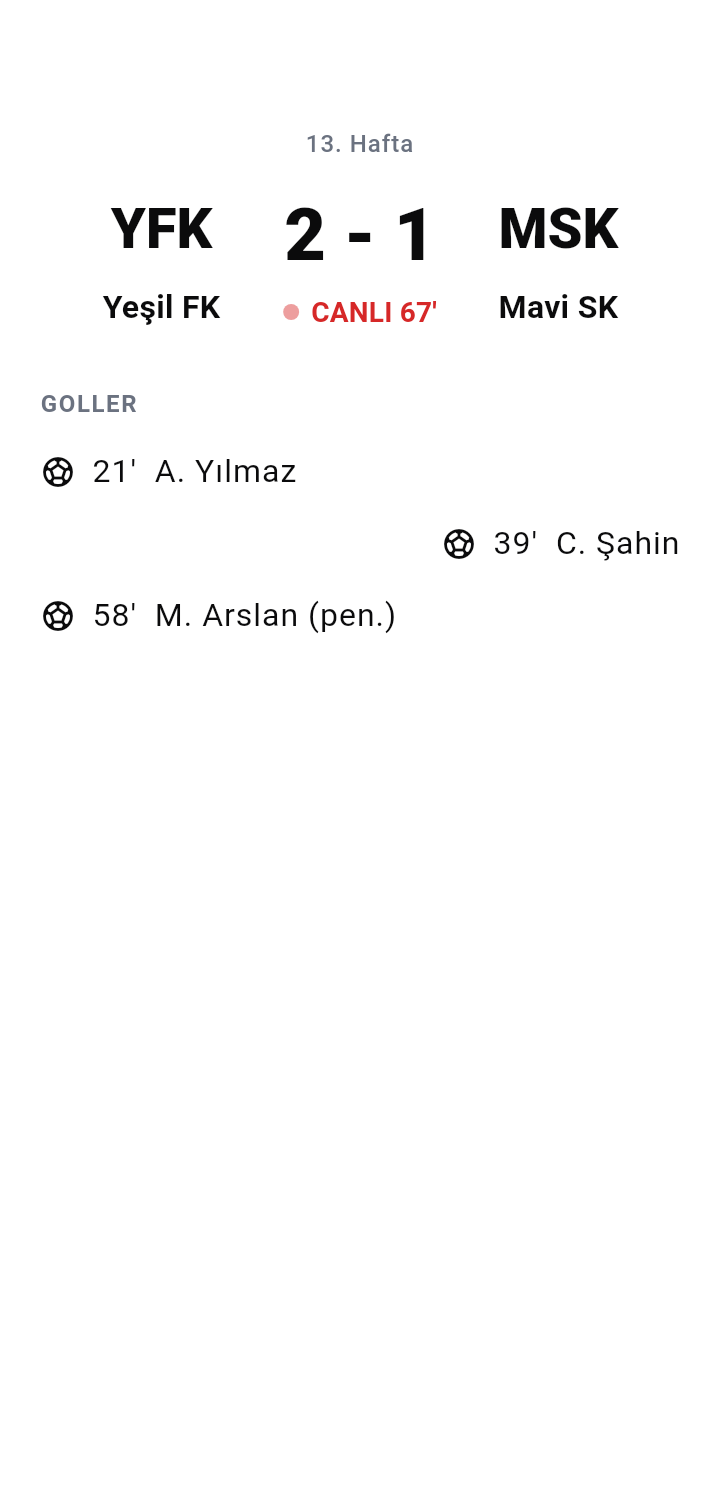 13. Hafta
YFK 2 - 1 MSK
Yeşil FK CANLI 67' Mavi SK
GOLLER
21' A. Yılmaz
39' C. Şahin
58' M. Arslan (pen.)